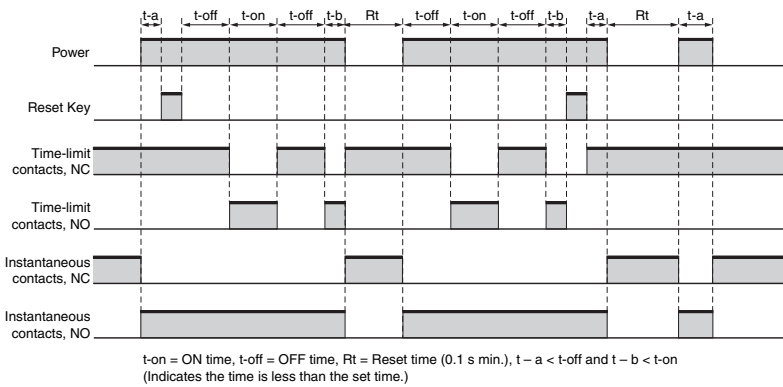 t-a t-off t-on t-off t-b Rt t-off t-on t-off t-b t-a Rt t-a
Power
Reset Key
Time-limit
contacts, NC
Time-limit
contacts, NO
Instantaneous
contacts, NC
Instantaneous
contacts, NO
t-on = ON time, t-off = OFF time, Rt = Reset time (0.1 s min.), t – a < t-off and t – b < t-on
(Indicates the time is less than the set time.)